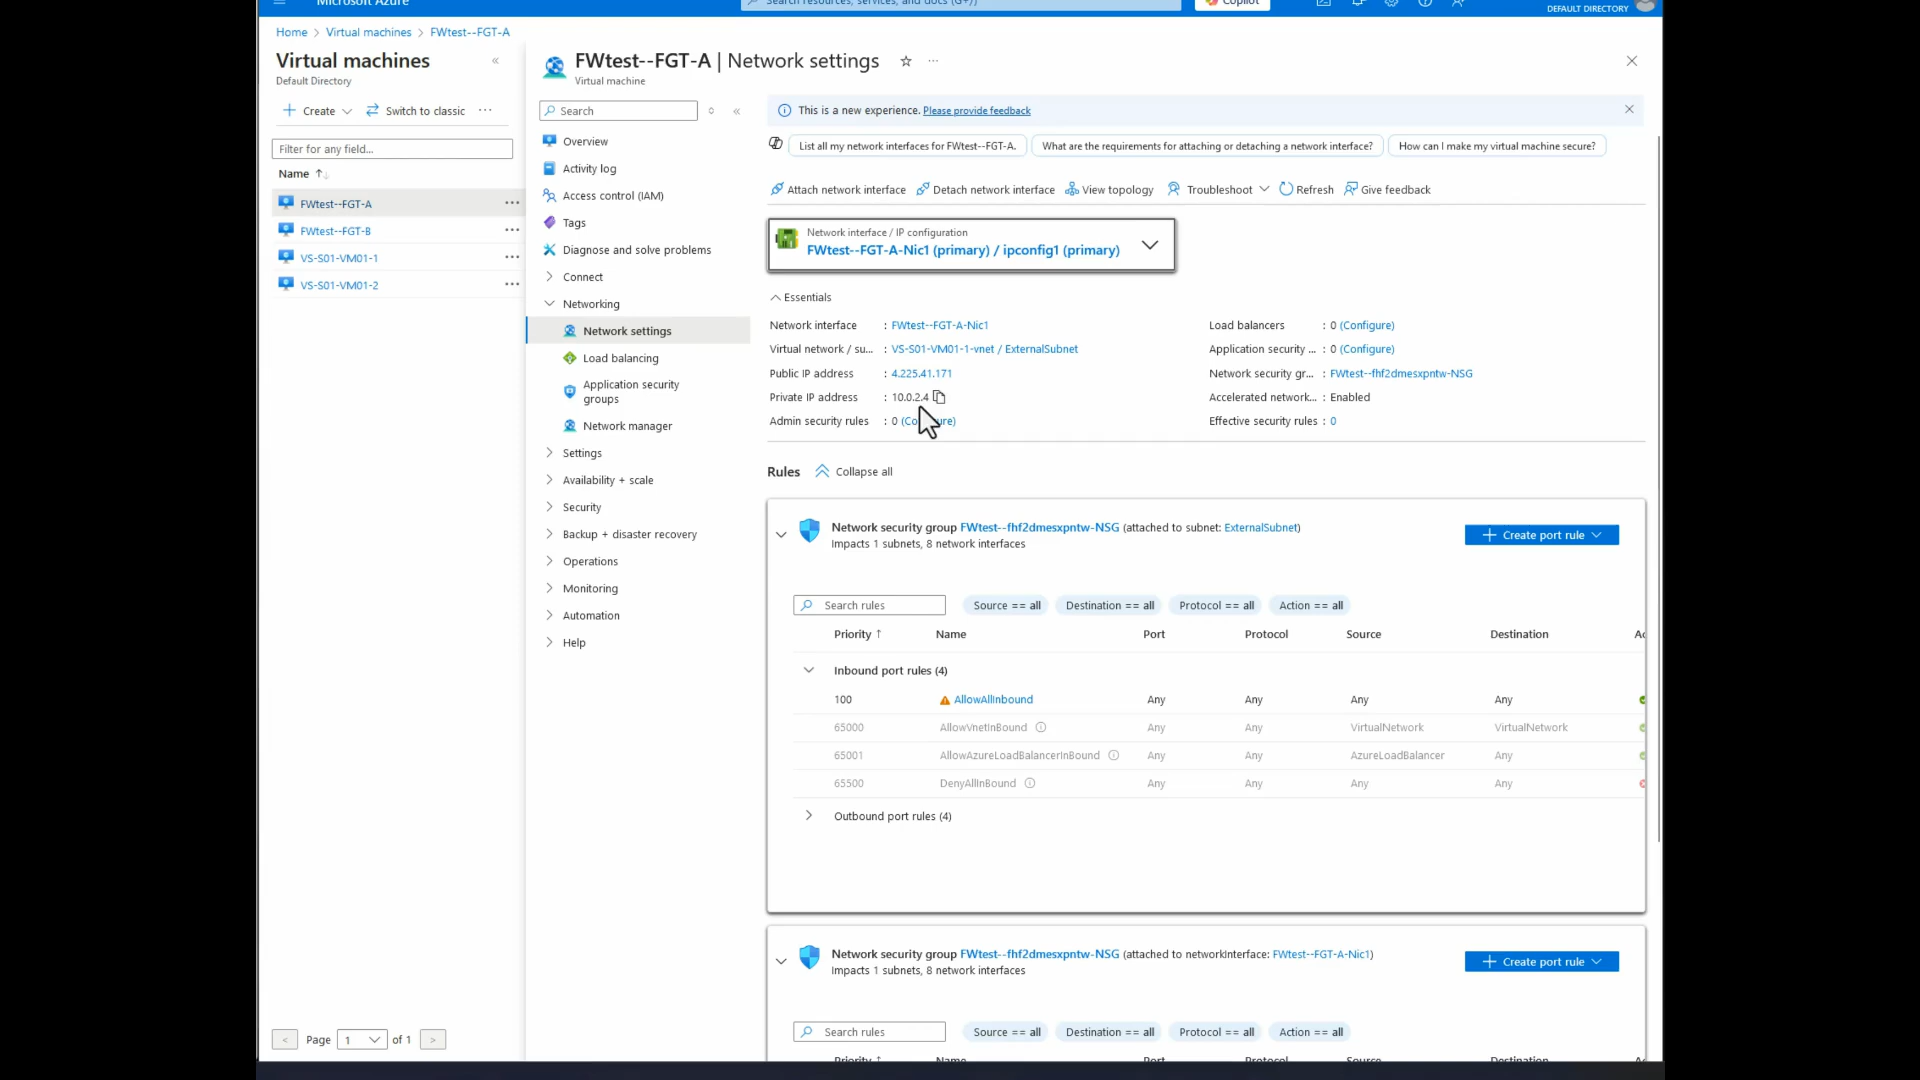 Microsoft Azure
Search resources, services, and docs (G+/)
Copilot
DEFAULT DIRECTORY
Home > Virtual machines > FWtest--FGT-A
Virtual machines
Default Directory
Create
Switch to classic
Filter for any field...
Name
FWtest--FGT-A
FWtest--FGT-B
VS-S01-VM01-1
VS-S01-VM01-2
< Page 1 of 1 >
FWtest--FGT-A | Network settings
Virtual machine
Search
Overview
Activity log
Access control (IAM)
Tags
Diagnose and solve problems
Connect
Networking
Network settings
Load balancing
Application security groups
Network manager
Settings
Availability + scale
Security
Backup + disaster recovery
Operations
Monitoring
Automation
Help
This is a new experience. Please provide feedback
List all my network interfaces for FWtest--FGT-A.
What are the requirements for attaching or detaching a network interface?
How can I make my virtual machine secure?
Attach network interface
Detach network interface
View topology
Troubleshoot
Refresh
Give feedback
Network interface / IP configuration
FWtest--FGT-A-Nic1 (primary) / ipconfig1 (primary)
Essentials
Network interface : FWtest--FGT-A-Nic1
Virtual network / su... : VS-S01-VM01-1-vnet / ExternalSubnet
Public IP address : 4.225.41.171
Private IP address : 10.0.2.4
Admin security rules : 0 (Configure)
Load balancers : 0 (Configure)
Application security ... : 0 (Configure)
Network security gr... : FWtest--fhf2dmesxpntw-NSG
Accelerated network... : Enabled
Effective security rules : 0
Rules
Collapse all
Network security group FWtest--fhf2dmesxpntw-NSG (attached to subnet: ExternalSubnet)
Impacts 1 subnets, 8 network interfaces
Create port rule
Search rules
Source == all
Destination == all
Protocol == all
Action == all
Priority ↑ Name Port Protocol Source Destination Ac
Inbound port rules (4)
100 AllowAllInbound Any Any Any Any
65000 AllowVnetInBound Any Any VirtualNetwork VirtualNetwork
65001 AllowAzureLoadBalancerInBound Any Any AzureLoadBalancer Any
65500 DenyAllInBound Any Any Any Any
Outbound port rules (4)
Network security group FWtest--fhf2dmesxpntw-NSG (attached to networkInterface: FWtest--FGT-A-Nic1)
Impacts 1 subnets, 8 network interfaces
Create port rule
Search rules
Source == all
Destination == all
Protocol == all
Action == all
Priority ↑ Name Port Protocol Source Destination